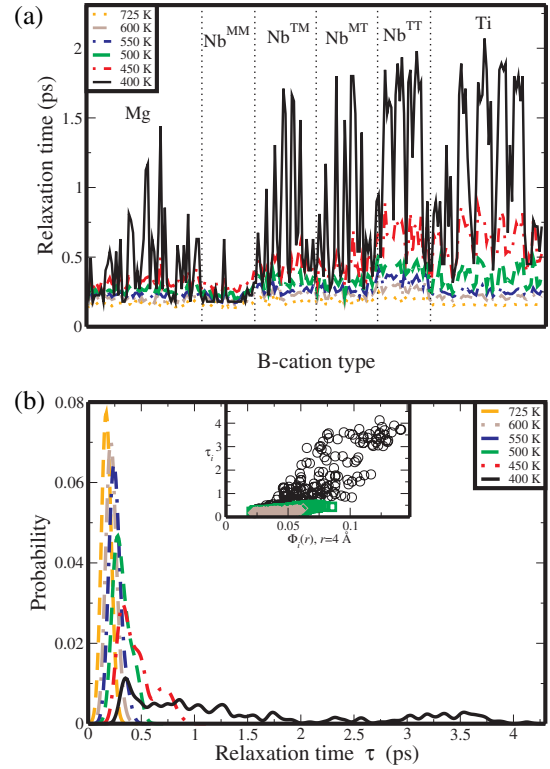 (a)
725 K
600 K
550 K
500 K
450 K
400 K
Mg
Nb^MM
Nb^TM
Nb^MT
Nb^TT
Ti
Relaxation time (ps)
2
1.5
1
0.5
0
B-cation type
(b)
0.08
0.06
0.04
0.02
0
Probability
4
3
2
1
0
τ_i
0 0.05 0.1
Φ_i(r), r=4 Å
725 K
600 K
550 K
500 K
450 K
400 K
0 0.5 1 1.5 2 2.5 3 3.5 4
Relaxation time τ (ps)